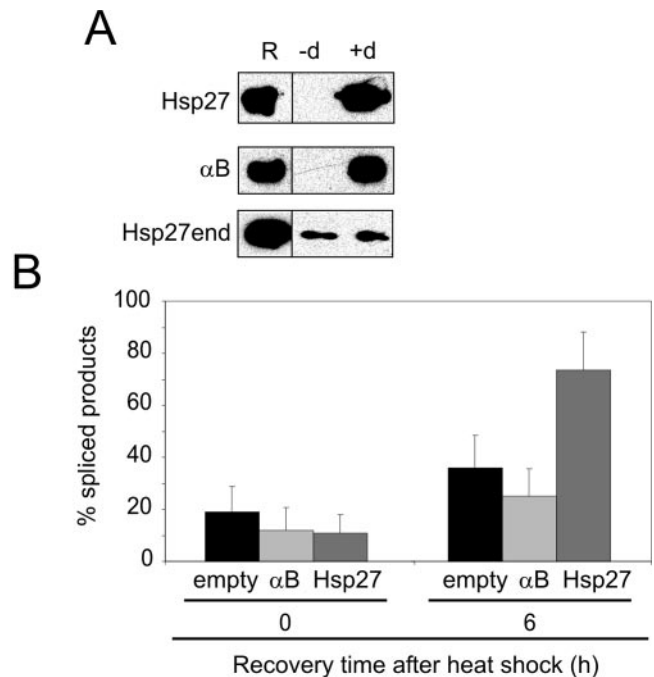 A
R -d +d
Hsp27
αB
Hsp27end
B
% spliced products
100
80
60
40
20
0
empty αB Hsp27 empty αB Hsp27
0 6
Recovery time after heat shock (h)